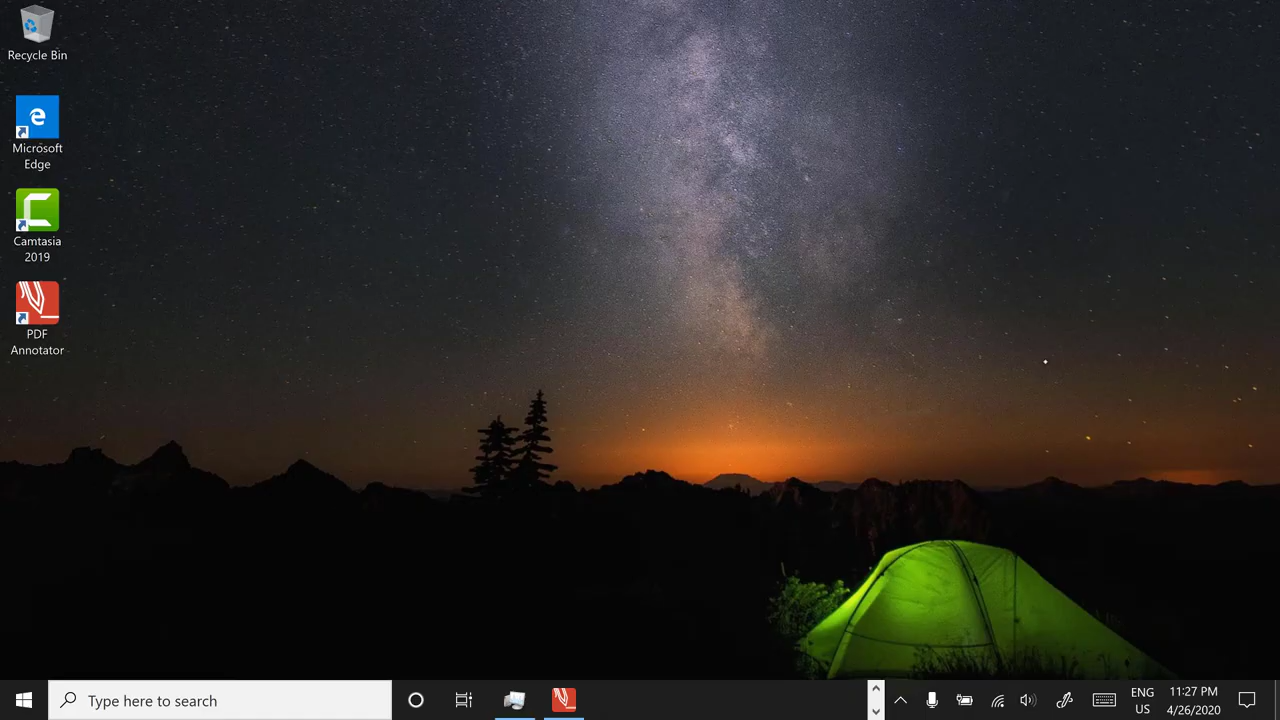 Recycle Bin
Microsoft
Edge
Camtasia
2019
PDF
Annotator
Type here to search
ENG
US
11:27 PM
4/26/2020